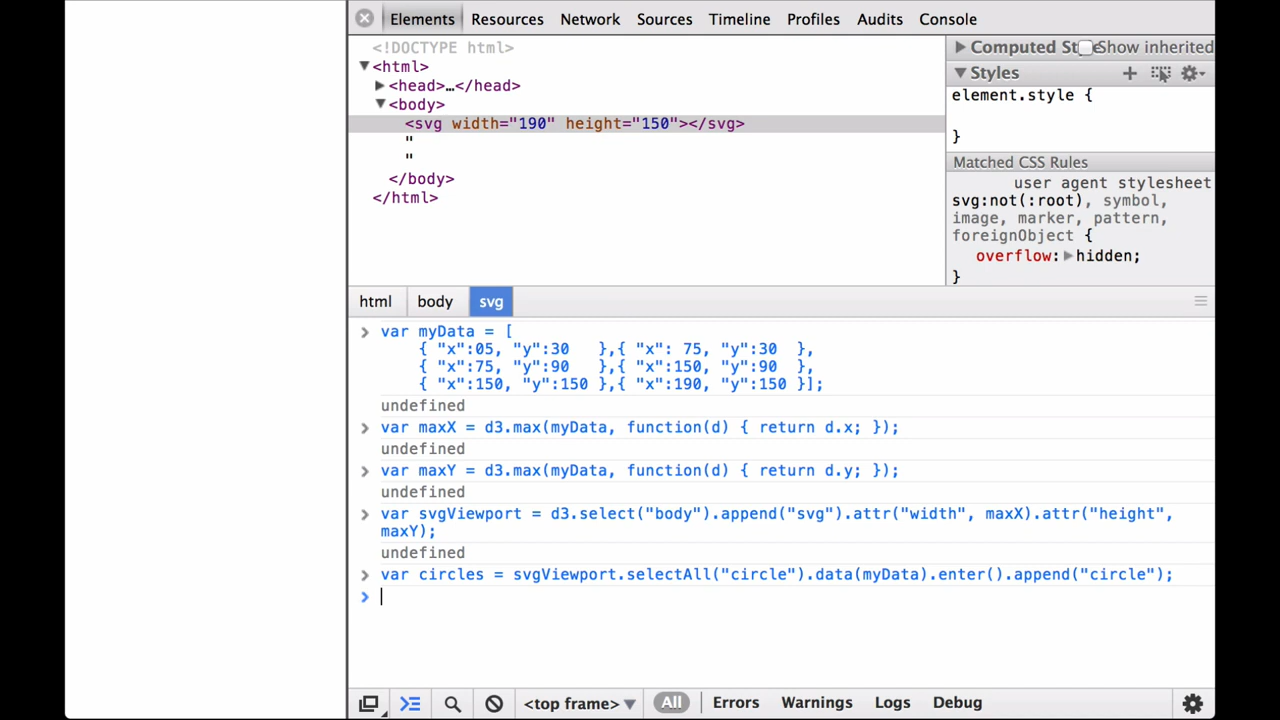 Elements Resources Network Sources Timeline Profiles Audits Console
<!DOCTYPE html>
<html>
<head>…</head>
<body>
<svg width="190" height="150"></svg>
"
"
</body>
</html>
Computed Style Show inherited
Styles
element.style {
}
Matched CSS Rules
user agent stylesheet
svg:not(:root), symbol,
image, marker, pattern,
foreignObject {
overflow: hidden;
}
html body svg
> var myData = [
{ "x":05, "y":30 },{ "x": 75, "y":30 },
{ "x":75, "y":90 },{ "x":150, "y":90 },
{ "x":150, "y":150 },{ "x":190, "y":150 }];
undefined
> var maxX = d3.max(myData, function(d) { return d.x; });
undefined
> var maxY = d3.max(myData, function(d) { return d.y; });
undefined
> var svgViewport = d3.select("body").append("svg").attr("width", maxX).attr("height",
maxY);
undefined
> var circles = svgViewport.selectAll("circle").data(myData).enter().append("circle");
>
<top frame> All Errors Warnings Logs Debug